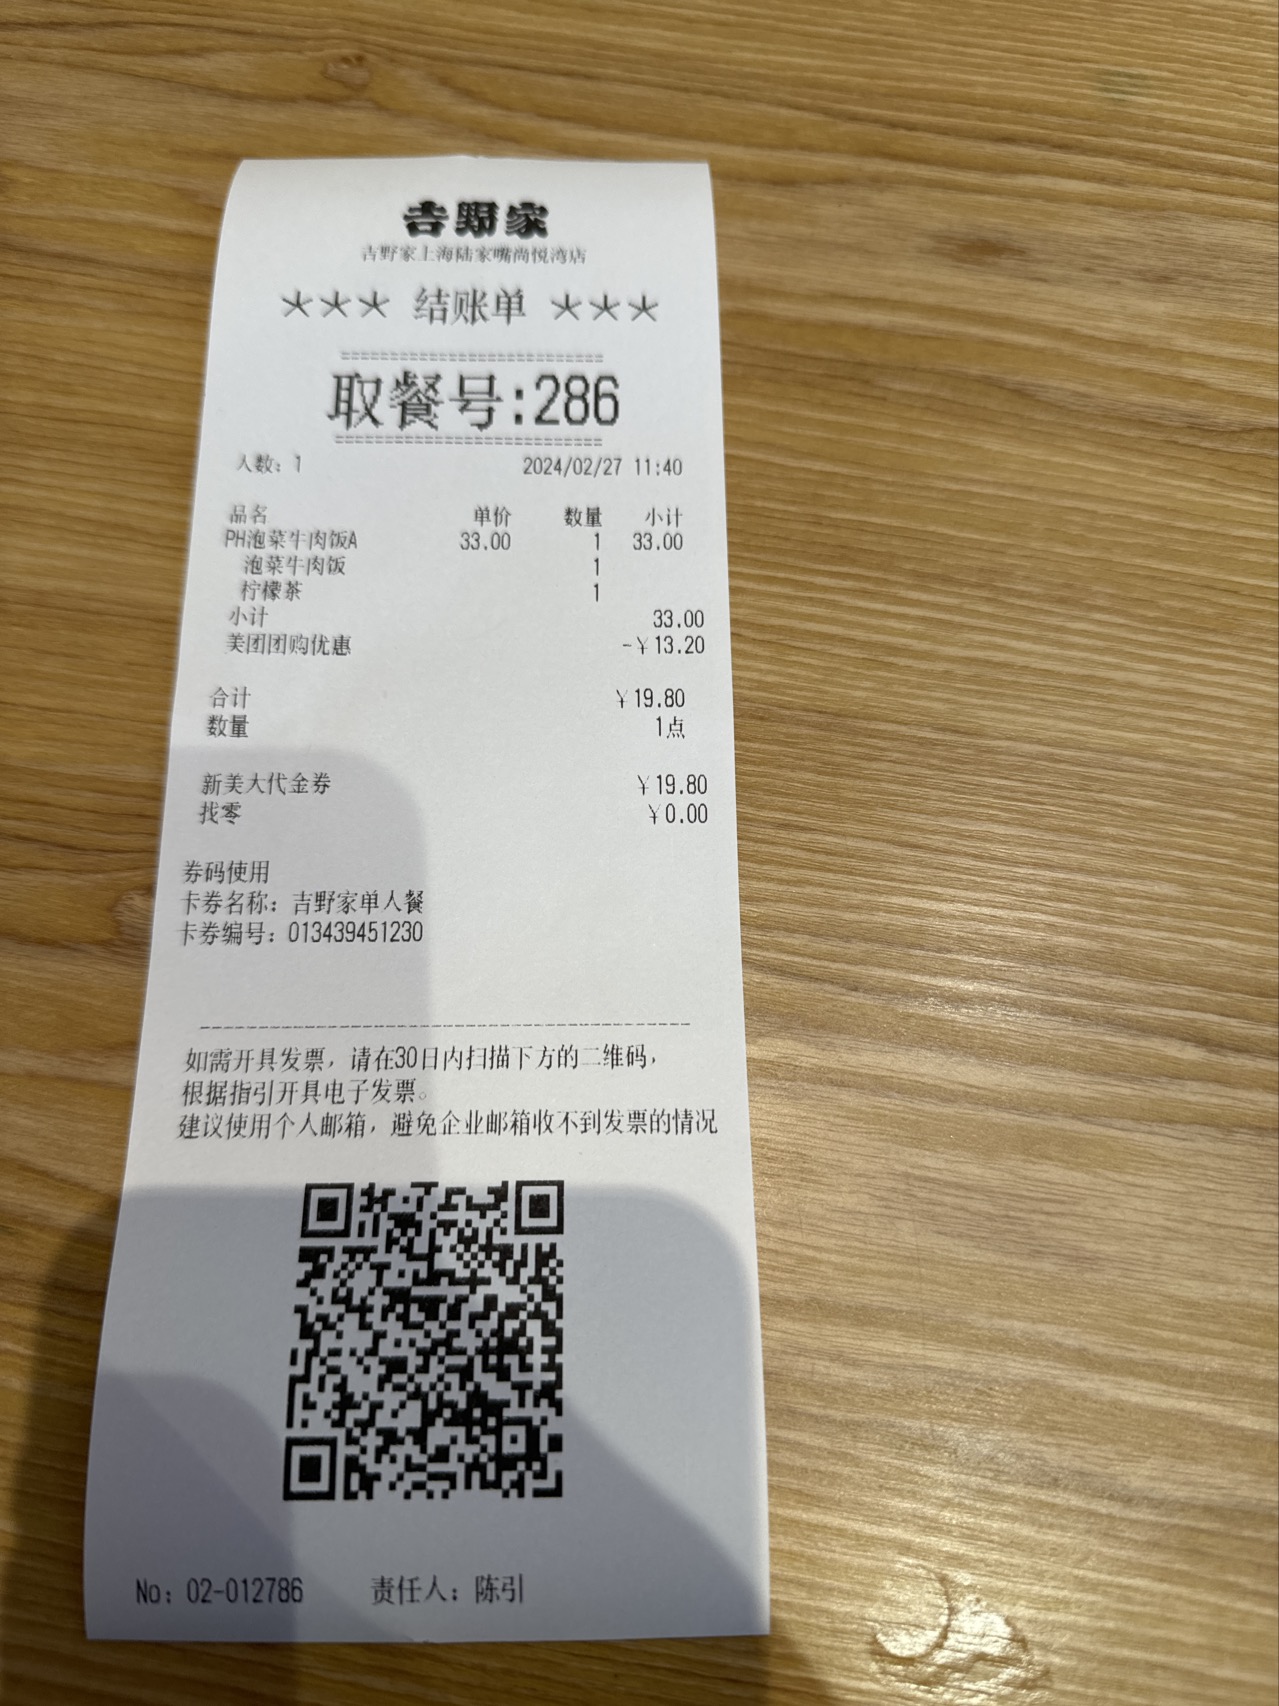 吉野家
吉野家上海陆家嘴尚悦湾店
*** 结账单 ***
取餐号:286
人数：1 2024/02/27 11:40
品名 单价 数量 小计
PH泡菜牛肉饭A 33.00 1 33.00
泡菜牛肉饭 1
柠檬茶 1
小计 33.00
美团团购优惠 -￥13.20
合计 ￥19.80
数量 1点
新美大代金券 ￥19.80
找零 ￥0.00
券码使用
卡券名称：吉野家单人餐
卡券编号：013439451230
如需开具发票，请在30日内扫描下方的二维码，
根据指引开具电子发票。
建议使用个人邮箱，避免企业邮箱收不到发票的情况
No：02-012786 责任人：陈引